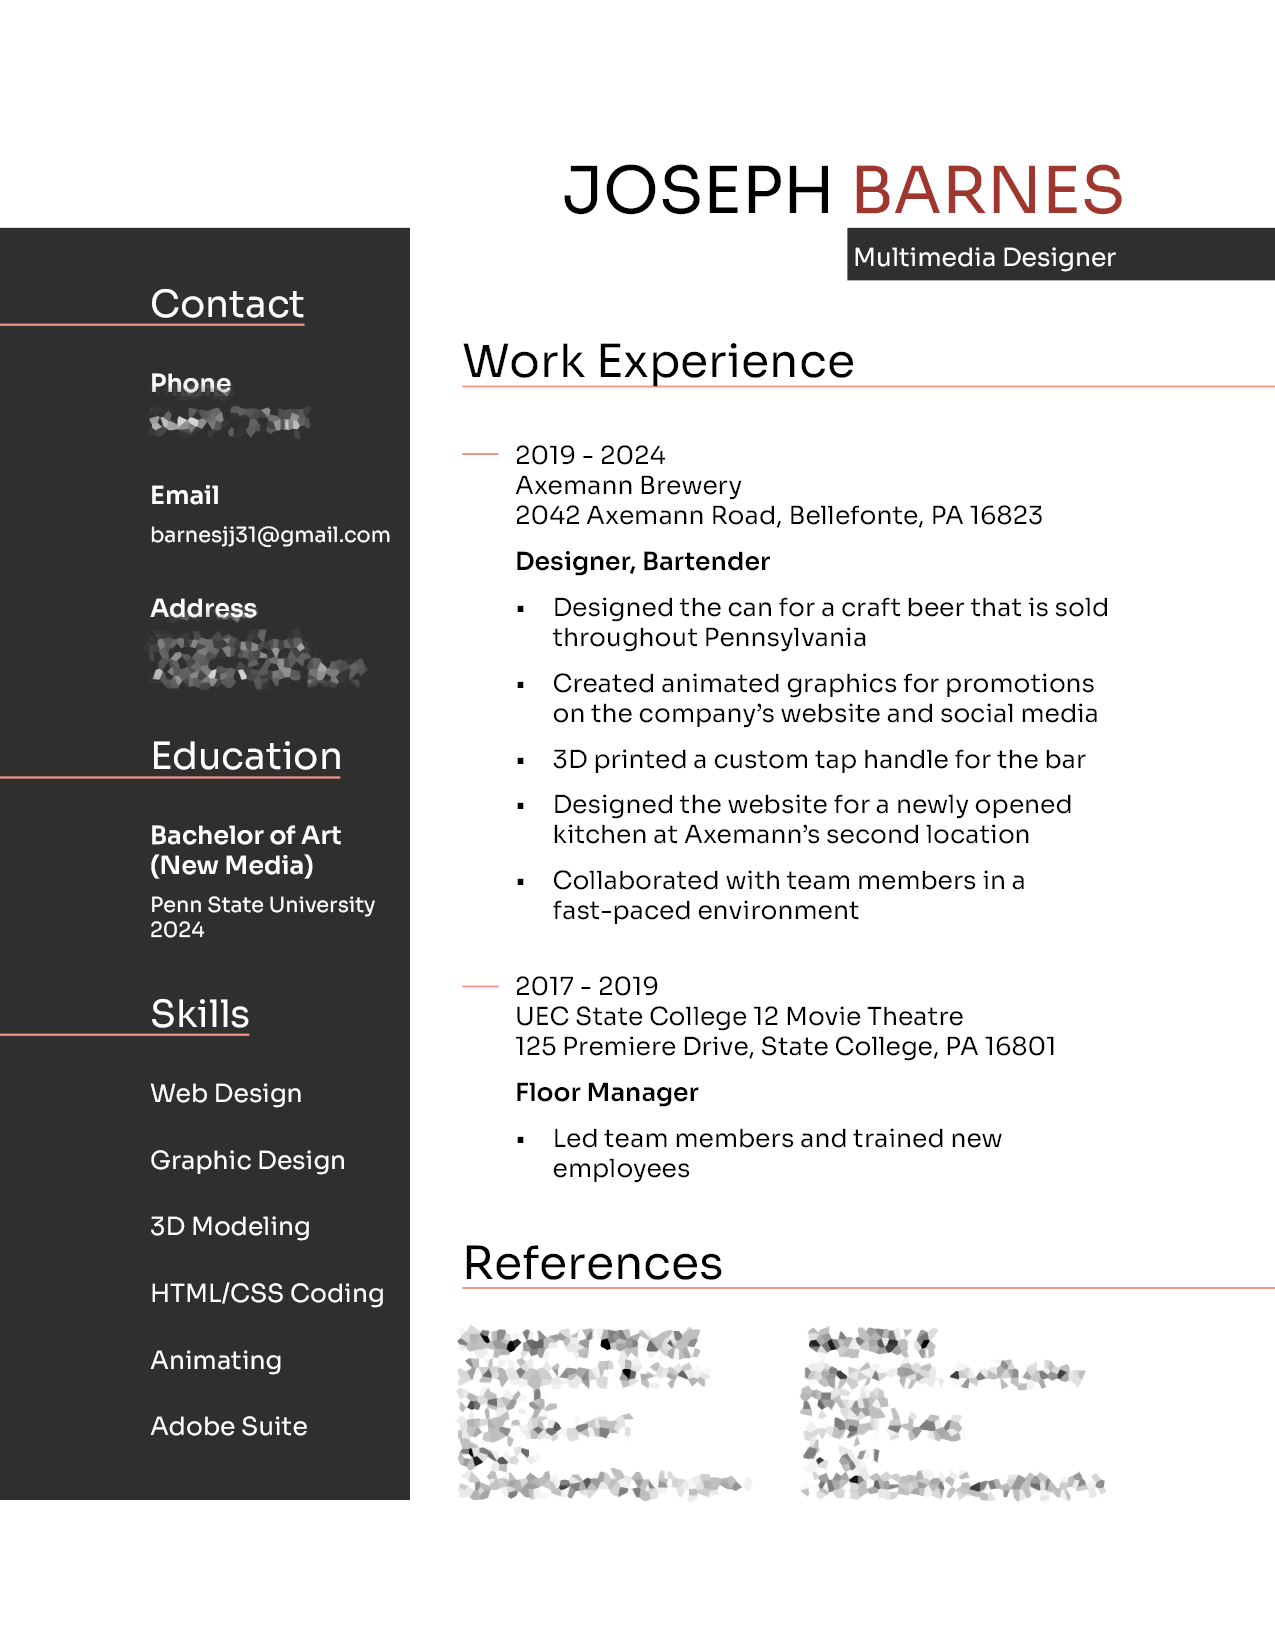 JOSEPH BARNES
Multimedia Designer
Contact
Phone
Email
barnesjj31@gmail.com
Address
Education
Bachelor of Art
(New Media)
Penn State University
2024
Skills
Web Design
Graphic Design
3D Modeling
HTML/CSS Coding
Animating
Adobe Suite
Work Experience
2019 - 2024
Axemann Brewery
2042 Axemann Road, Bellefonte, PA 16823
Designer, Bartender
▪ Designed the can for a craft beer that is sold
throughout Pennsylvania
▪ Created animated graphics for promotions
on the company’s website and social media
▪ 3D printed a custom tap handle for the bar
▪ Designed the website for a newly opened
kitchen at Axemann’s second location
▪ Collaborated with team members in a
fast-paced environment
2017 - 2019
UEC State College 12 Movie Theatre
125 Premiere Drive, State College, PA 16801
Floor Manager
▪ Led team members and trained new
employees
References